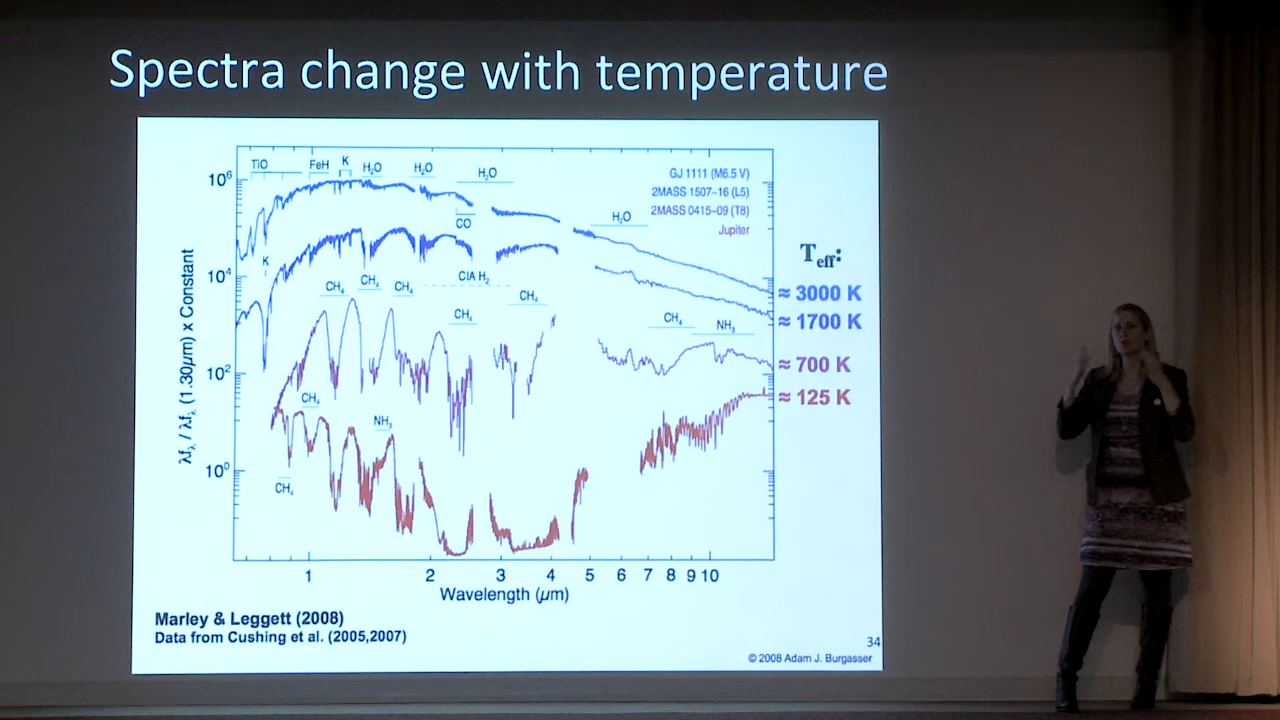 Spectra change with temperature
TiO
FeH
K
H₂O
H₂O
H₂O
GJ 1111 (M6.5 V)
2MASS 1507-16 (L5)
2MASS 0415-09 (T8)
Jupiter
CO
H₂O
K
CIA H₂
CH₄
CH₄
CH₄
CH₄
CH₄
CH₄
NH₃
CH₄
NH₃
CH₄
10⁶
10⁴
10²
10⁰
λf_λ / λf_λ (1.30μm) x Constant
T_eff:
≈ 3000 K
≈ 1700 K
≈ 700 K
≈ 125 K
1 2 3 4 5 6 7 8 9 10
Wavelength (μm)
Marley & Leggett (2008)
Data from Cushing et al. (2005,2007)
34
© 2008 Adam J. Burgasser